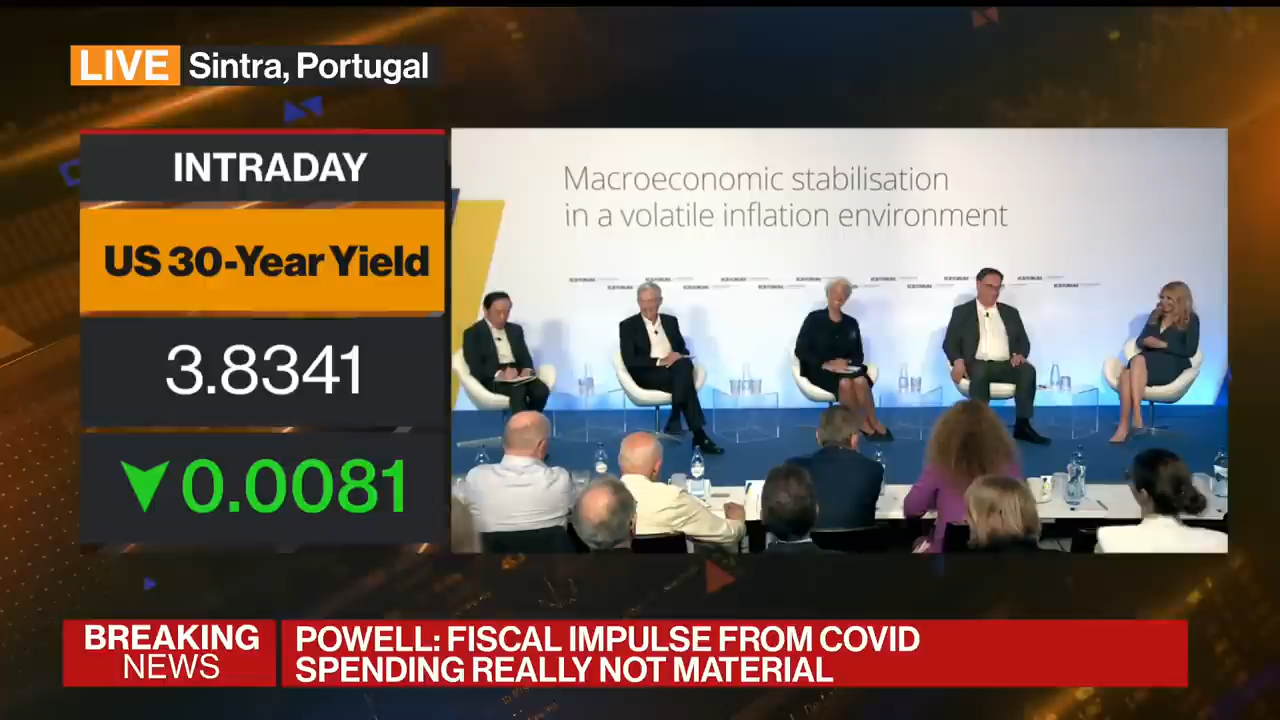 LIVE Sintra, Portugal
INTRADAY
US 30-Year Yield
3.8341
0.0081
Macroeconomic stabilisation
in a volatile inflation environment
BREAKING
NEWS
POWELL: FISCAL IMPULSE FROM COVID
SPENDING REALLY NOT MATERIAL